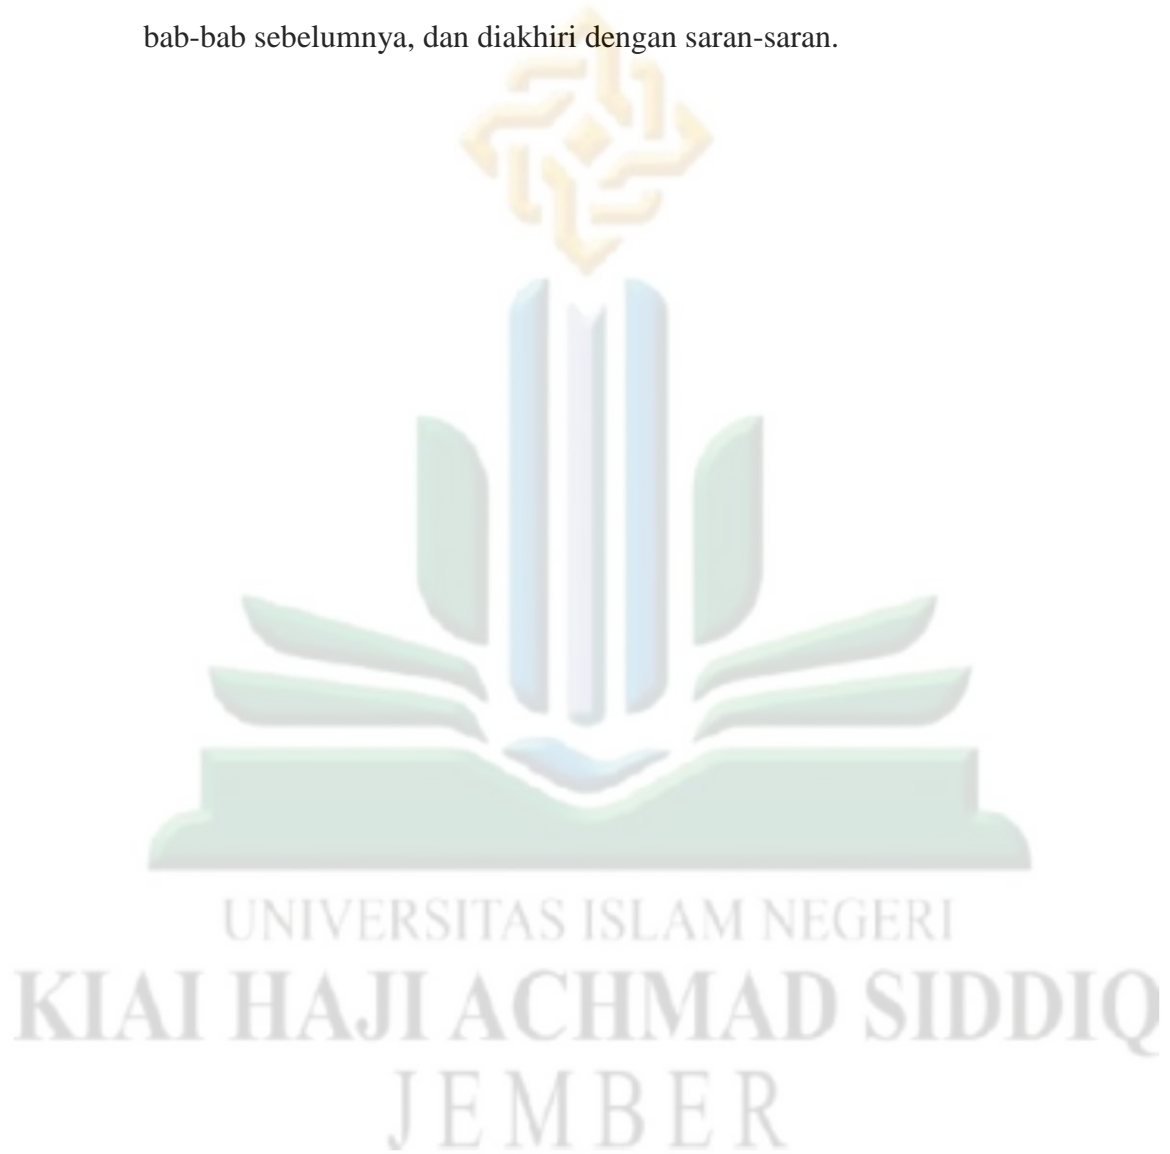 bab-bab sebelumnya, dan diakhiri dengan saran-saran.
UNIVERSITAS ISLAM NEGERI
KIAI HAJI ACHMAD SIDDIQ
JEMBER